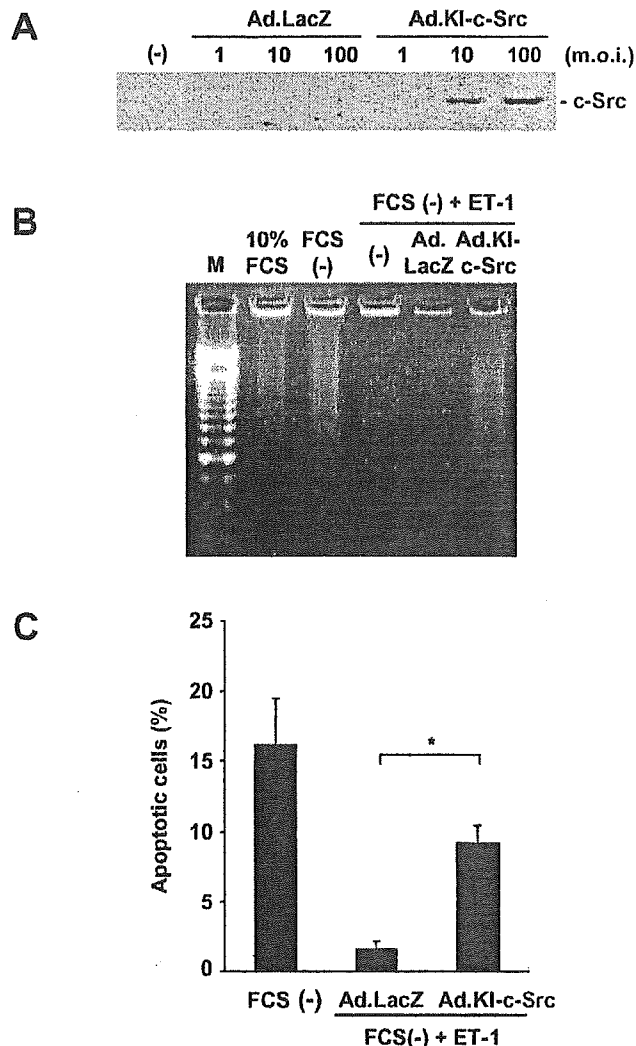 A
Ad.LacZ Ad.KI-c-Src
(-) 1 10 100 1 10 100 (m.o.i.)
- c-Src
B
FCS (-) + ET-1
10% FCS Ad. Ad.KI-
M FCS (-) (-) LacZ c-Src
C
25
20
15
10
5
0
Apoptotic cells (%)
*
FCS (-) Ad.LacZ Ad.KI-c-Src
FCS(-) + ET-1